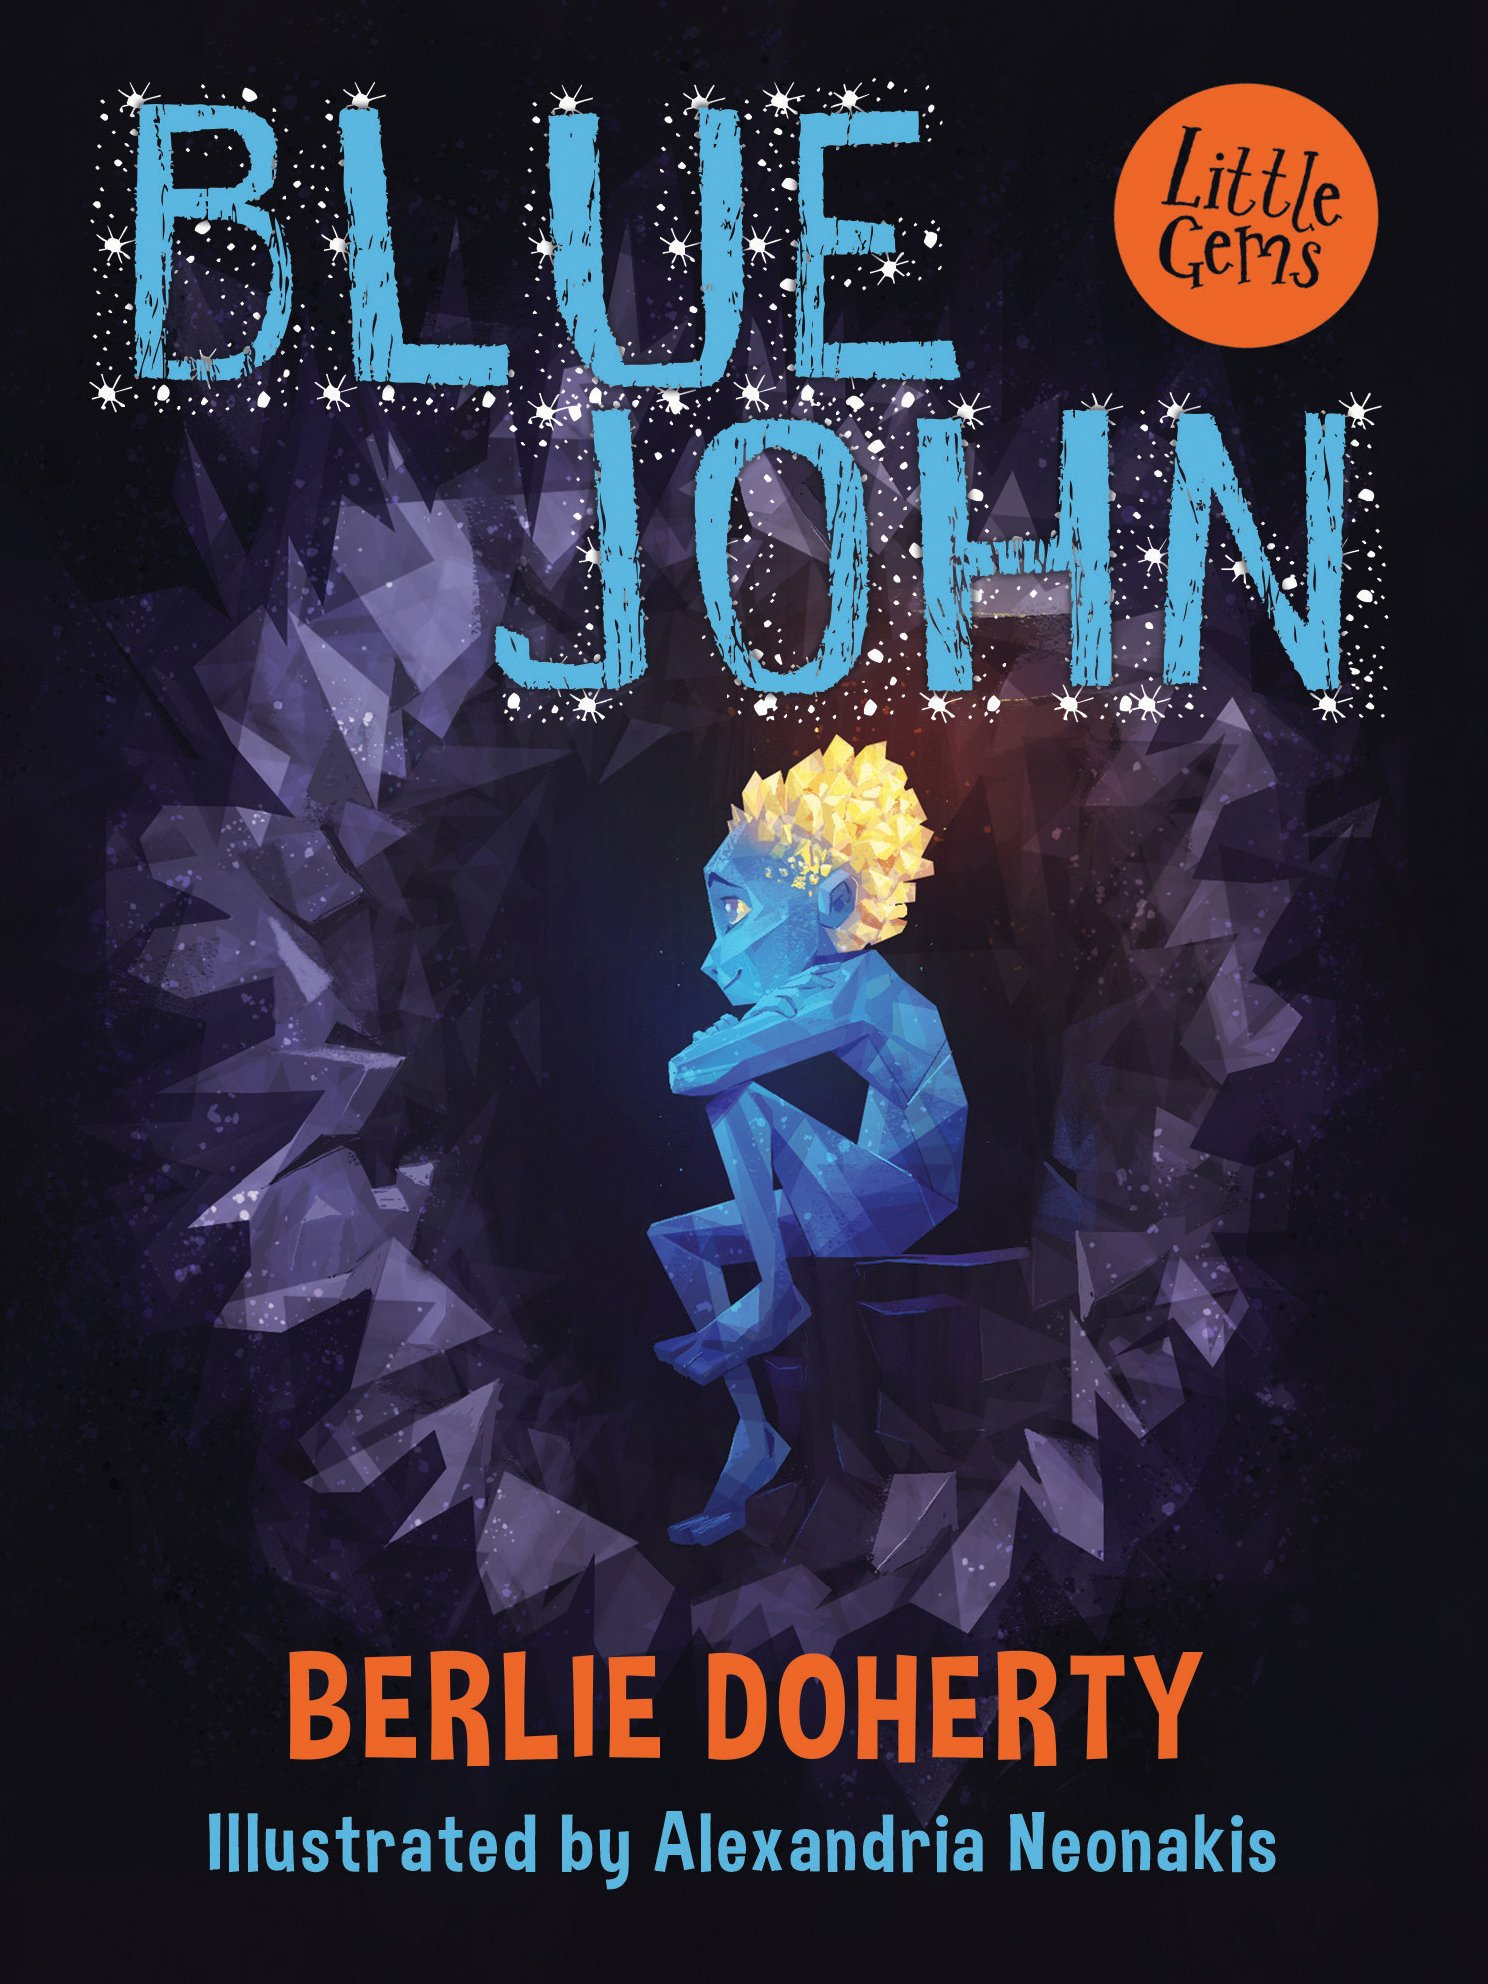 BLUE
JOHN
Little
Gems
BERLIE DOHERTY
Illustrated by Alexandria Neonakis